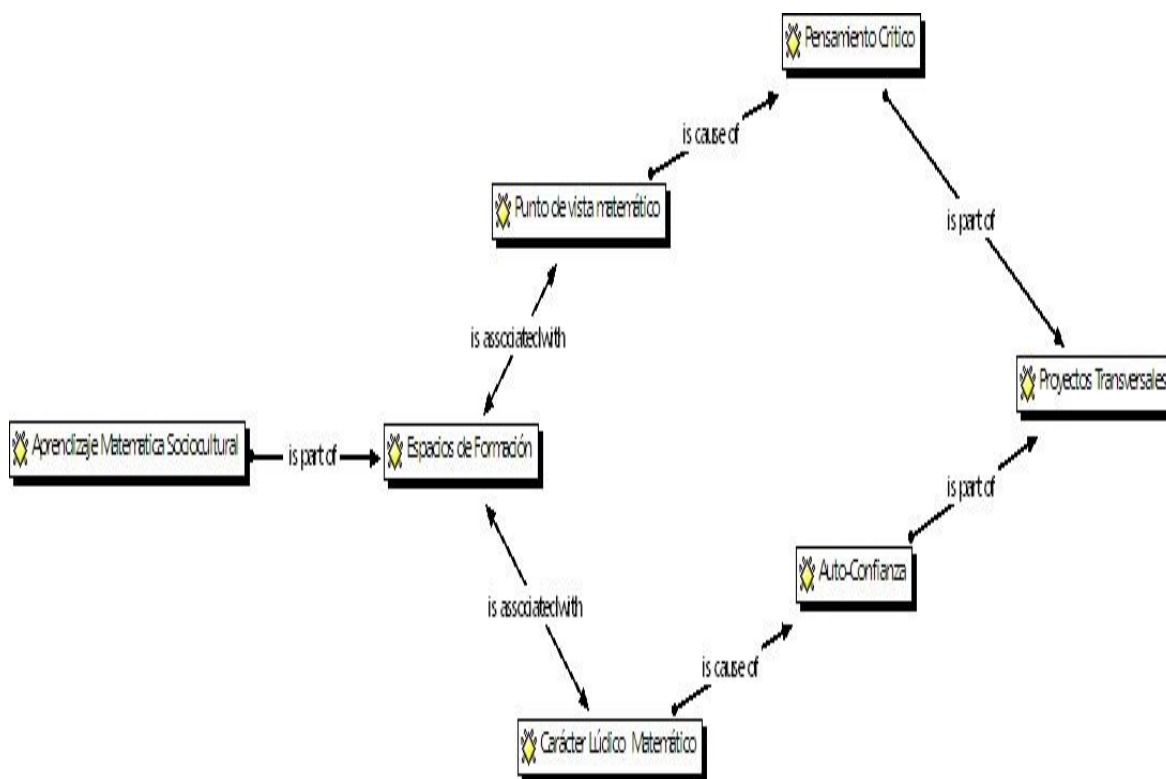 Pensamiento Crítico
is cause of
Punto de vista matemático
is part of
is associated with
Proyectos Transversales
Aprendizaje Matematica Sociocultural
is part of
Espacios de Formación
is part of
Auto-Confianza
is associated with
is cause of
Carácter Lúdico Matemático